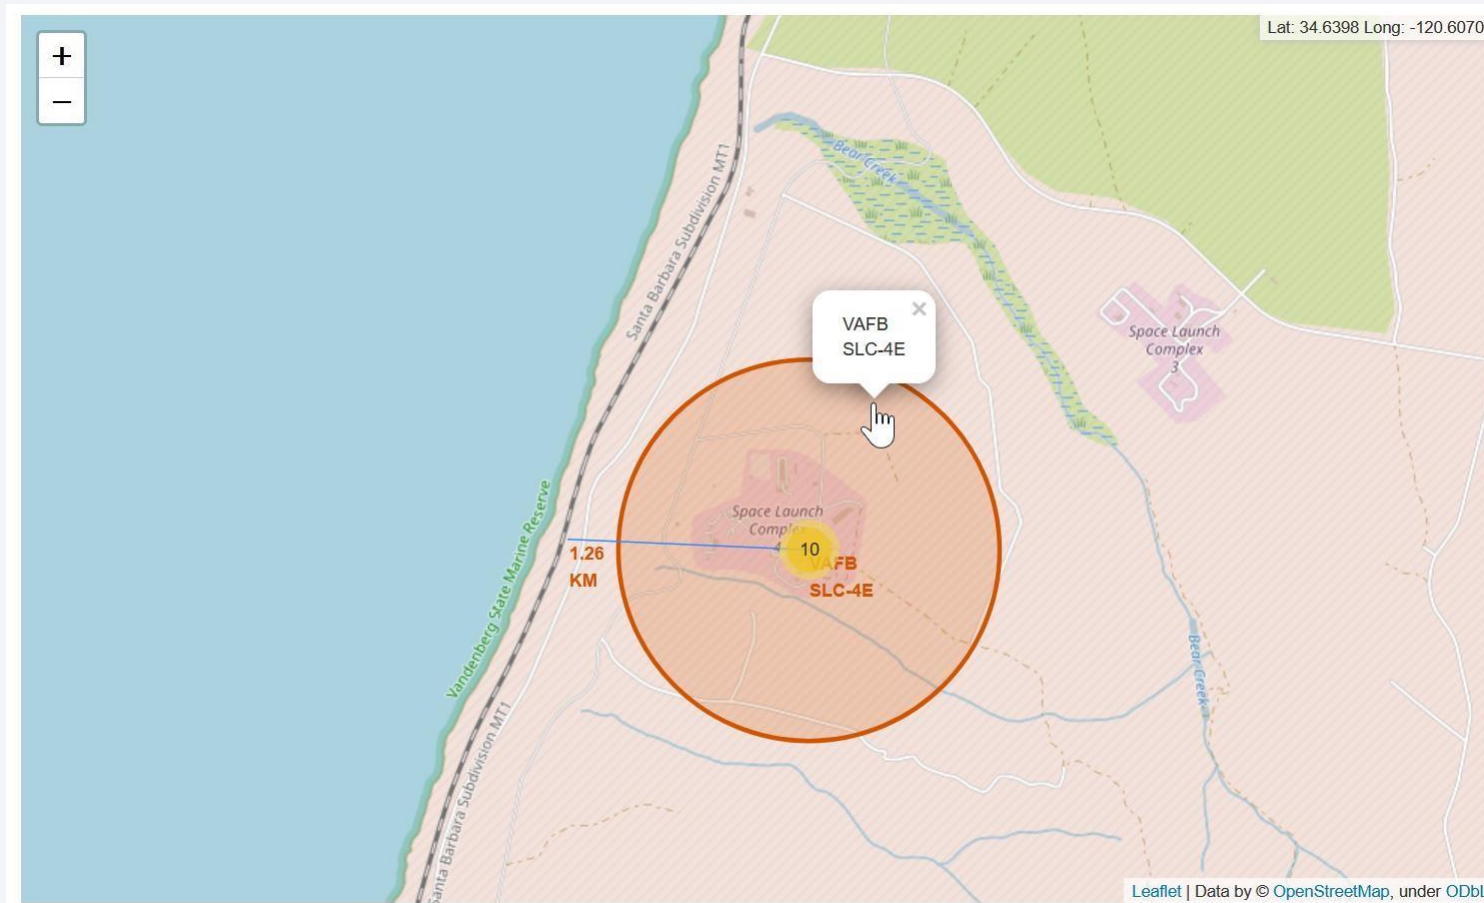 +
−
Lat: 34.6398 Long: -120.6070
Santa Barbara Subdivision MT1
Bear Creek
VAFB
SLC-4E
×
Space Launch
Complex
3
Vandenberg State Marine Reserve
Space Launch
4
10
1.26
KM
VAFB
SLC-4E
Bear Creek
Santa Barbara Subdivision MT1
Leaflet | Data by © OpenStreetMap, under ODbL